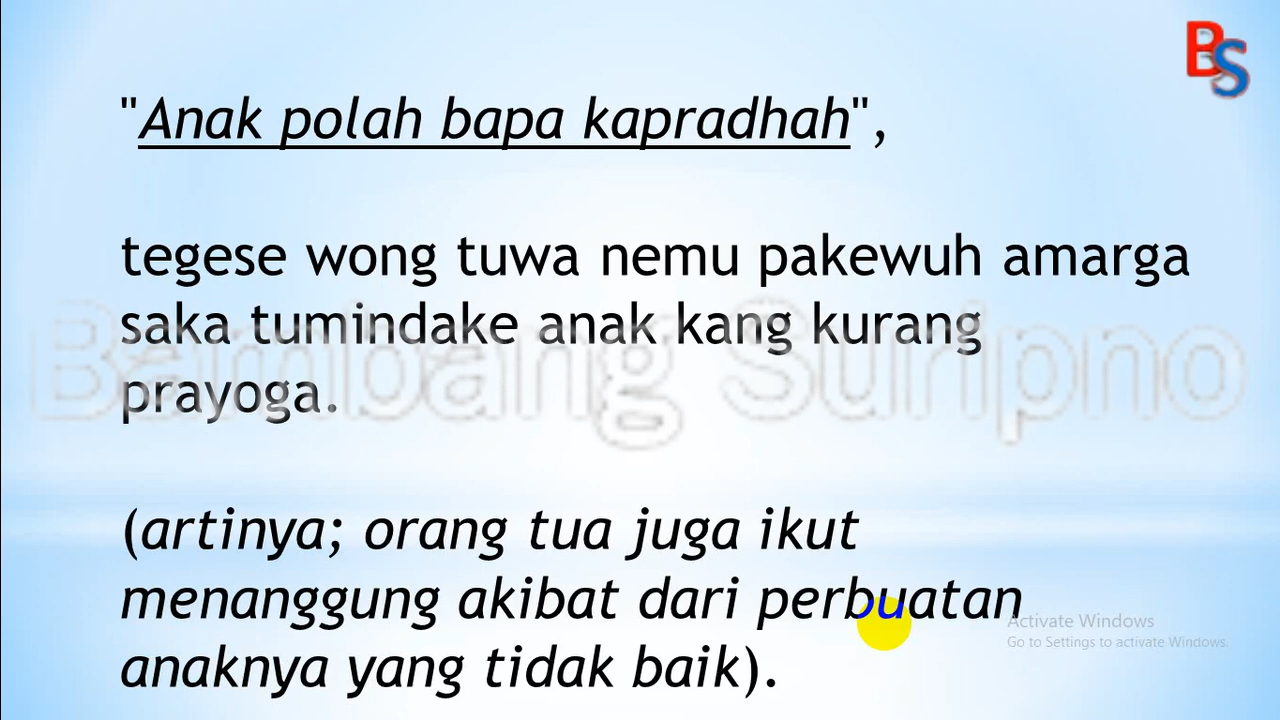 BS
"Anak polah bapa kapradhah",
tegese wong tuwa nemu pakewuh amarga
saka tumindake anak kang kurang
prayoga.
Bambang Suripno
(artinya; orang tua juga ikut
menanggung akibat dari perbuatan
anaknya yang tidak baik).
Activate Windows
Go to Settings to activate Windows.